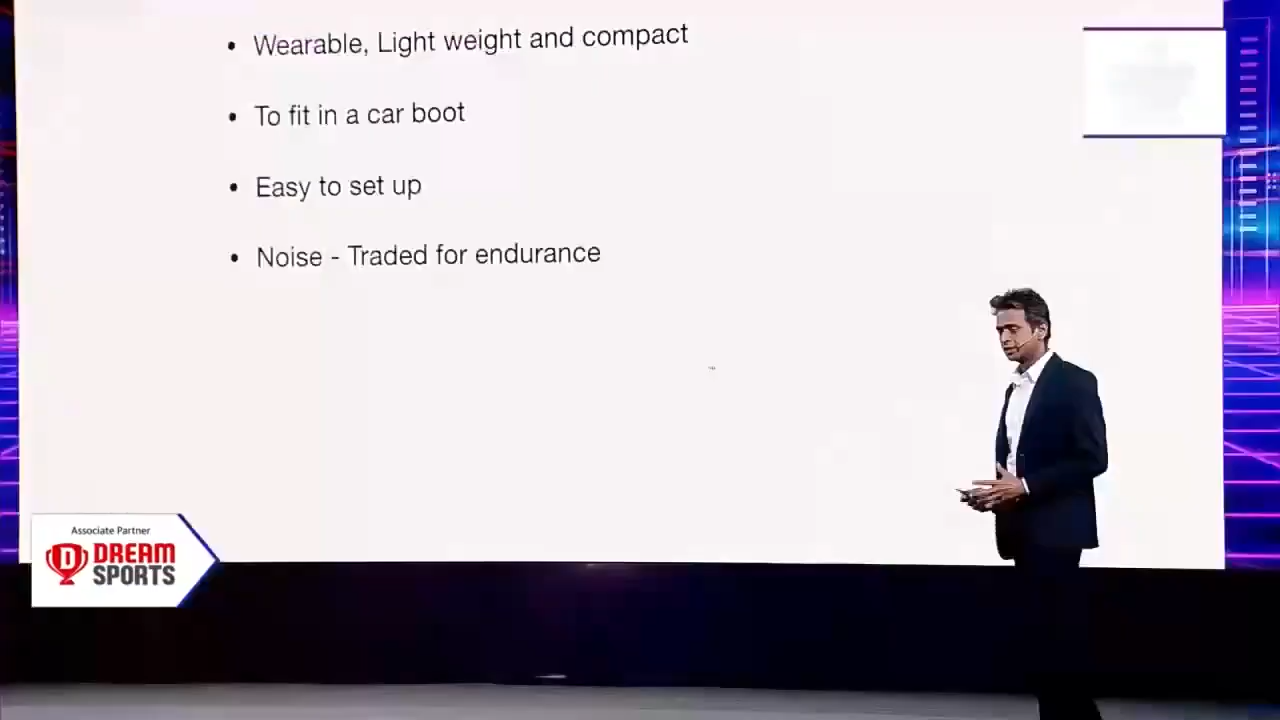 • Wearable, Light weight and compact
• To fit in a car boot
• Easy to set up
• Noise - Traded for endurance
Associate Partner
DREAM
SPORTS